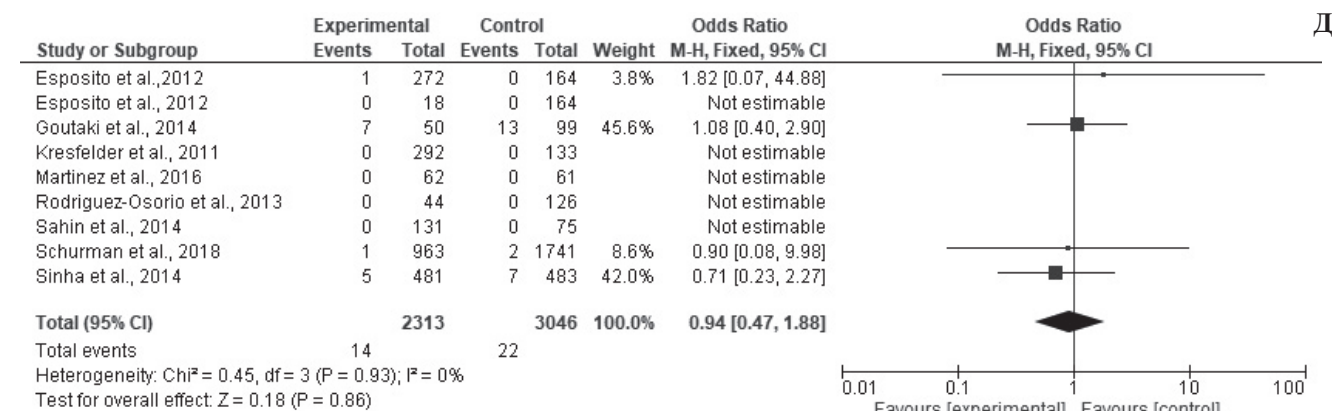 Experimental Control Odds Ratio Odds Ratio Д
Study or Subgroup Events Total Events Total Weight M-H, Fixed, 95% CI M-H, Fixed, 95% CI
Esposito et al.,2012 1 272 0 164 3.8% 1.82 [0.07, 44.88]
Esposito et al., 2012 0 18 0 164 Not estimable
Goutaki et al., 2014 7 50 13 99 45.6% 1.08 [0.40, 2.90]
Kresfelder et al., 2011 0 292 0 133 Not estimable
Martinez et al., 2016 0 62 0 61 Not estimable
Rodriguez-Osorio et al., 2013 0 44 0 126 Not estimable
Sahin et al., 2014 0 131 0 75 Not estimable
Schurman et al., 2018 1 963 2 1741 8.6% 0.90 [0.08, 9.98]
Sinha et al., 2014 5 481 7 483 42.0% 0.71 [0.23, 2.27]
Total (95% CI) 2313 3046 100.0% 0.94 [0.47, 1.88]
Total events 14 22
Heterogeneity: Chi² = 0.45, df = 3 (P = 0.93); I² = 0%
Test for overall effect: Z = 0.18 (P = 0.86)
0.01 0.1 1 10 100
Favours [experimental] Favours [control]